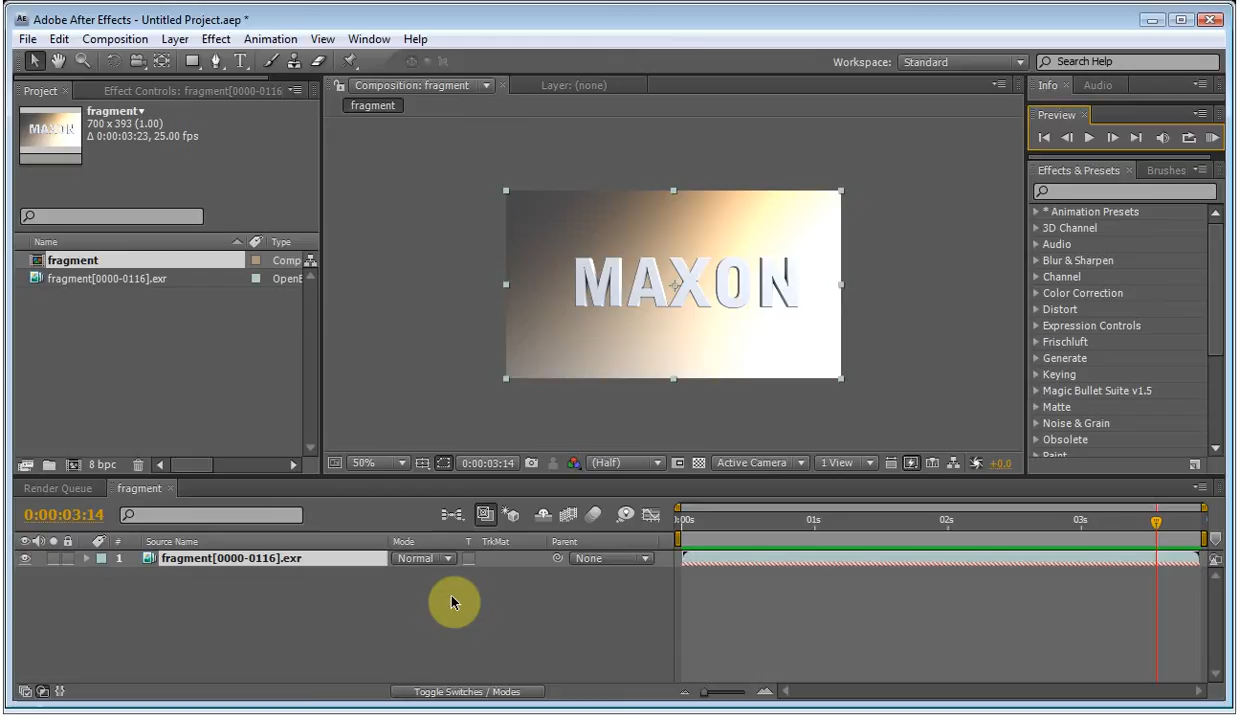 Adobe After Effects - Untitled Project.aep *
File Edit Composition Layer Effect Animation View Window Help
Workspace: Standard Search Help
Project × Effect Controls: fragment[0000-0116 Composition: fragment × Layer: (none) Info × Audio
fragment
fragment▾
700 x 393 (1.00)
Δ 0:00:03:23, 25.00 fps
MAXON
Preview ×
Effects & Presets × Brushes
* Animation Presets
3D Channel
Audio
Blur & Sharpen
Channel
Color Correction
Distort
Expression Controls
Frischluft
Generate
Keying
Magic Bullet Suite v1.5
Matte
Noise & Grain
Obsolete
Paint
Name Type
fragment Comp
fragment[0000-0116].exr OpenE
MAXON
8 bpc
50% 0:00:03:14 (Half) Active Camera 1 View +0.0
Render Queue fragment ×
0:00:03:14
):00s 01s 02s 03s
# Source Name Mode T TrkMat Parent
1 fragment[0000-0116].exr Normal None
Toggle Switches / Modes